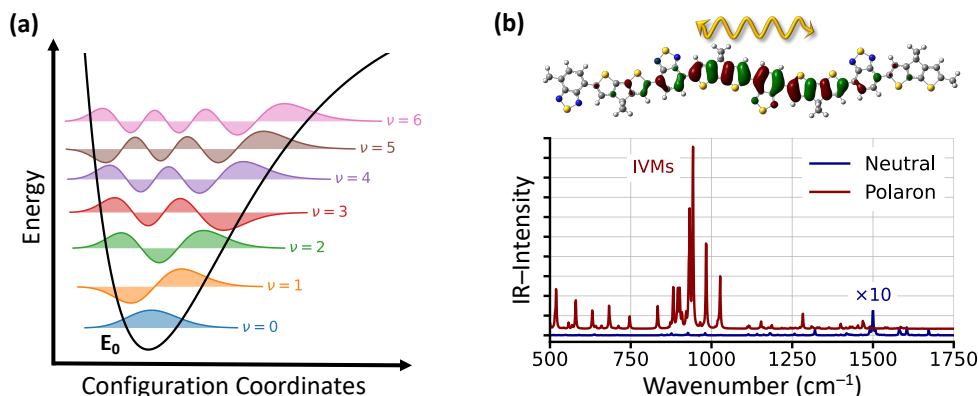 (a)
Energy
ν = 6
ν = 5
ν = 4
ν = 3
ν = 2
ν = 1
ν = 0
E₀
Configuration Coordinates
(b)
IVMs
Neutral
Polaron
×10
IR–Intensity
500 750 1000 1250 1500 1750
Wavenumber (cm⁻¹)